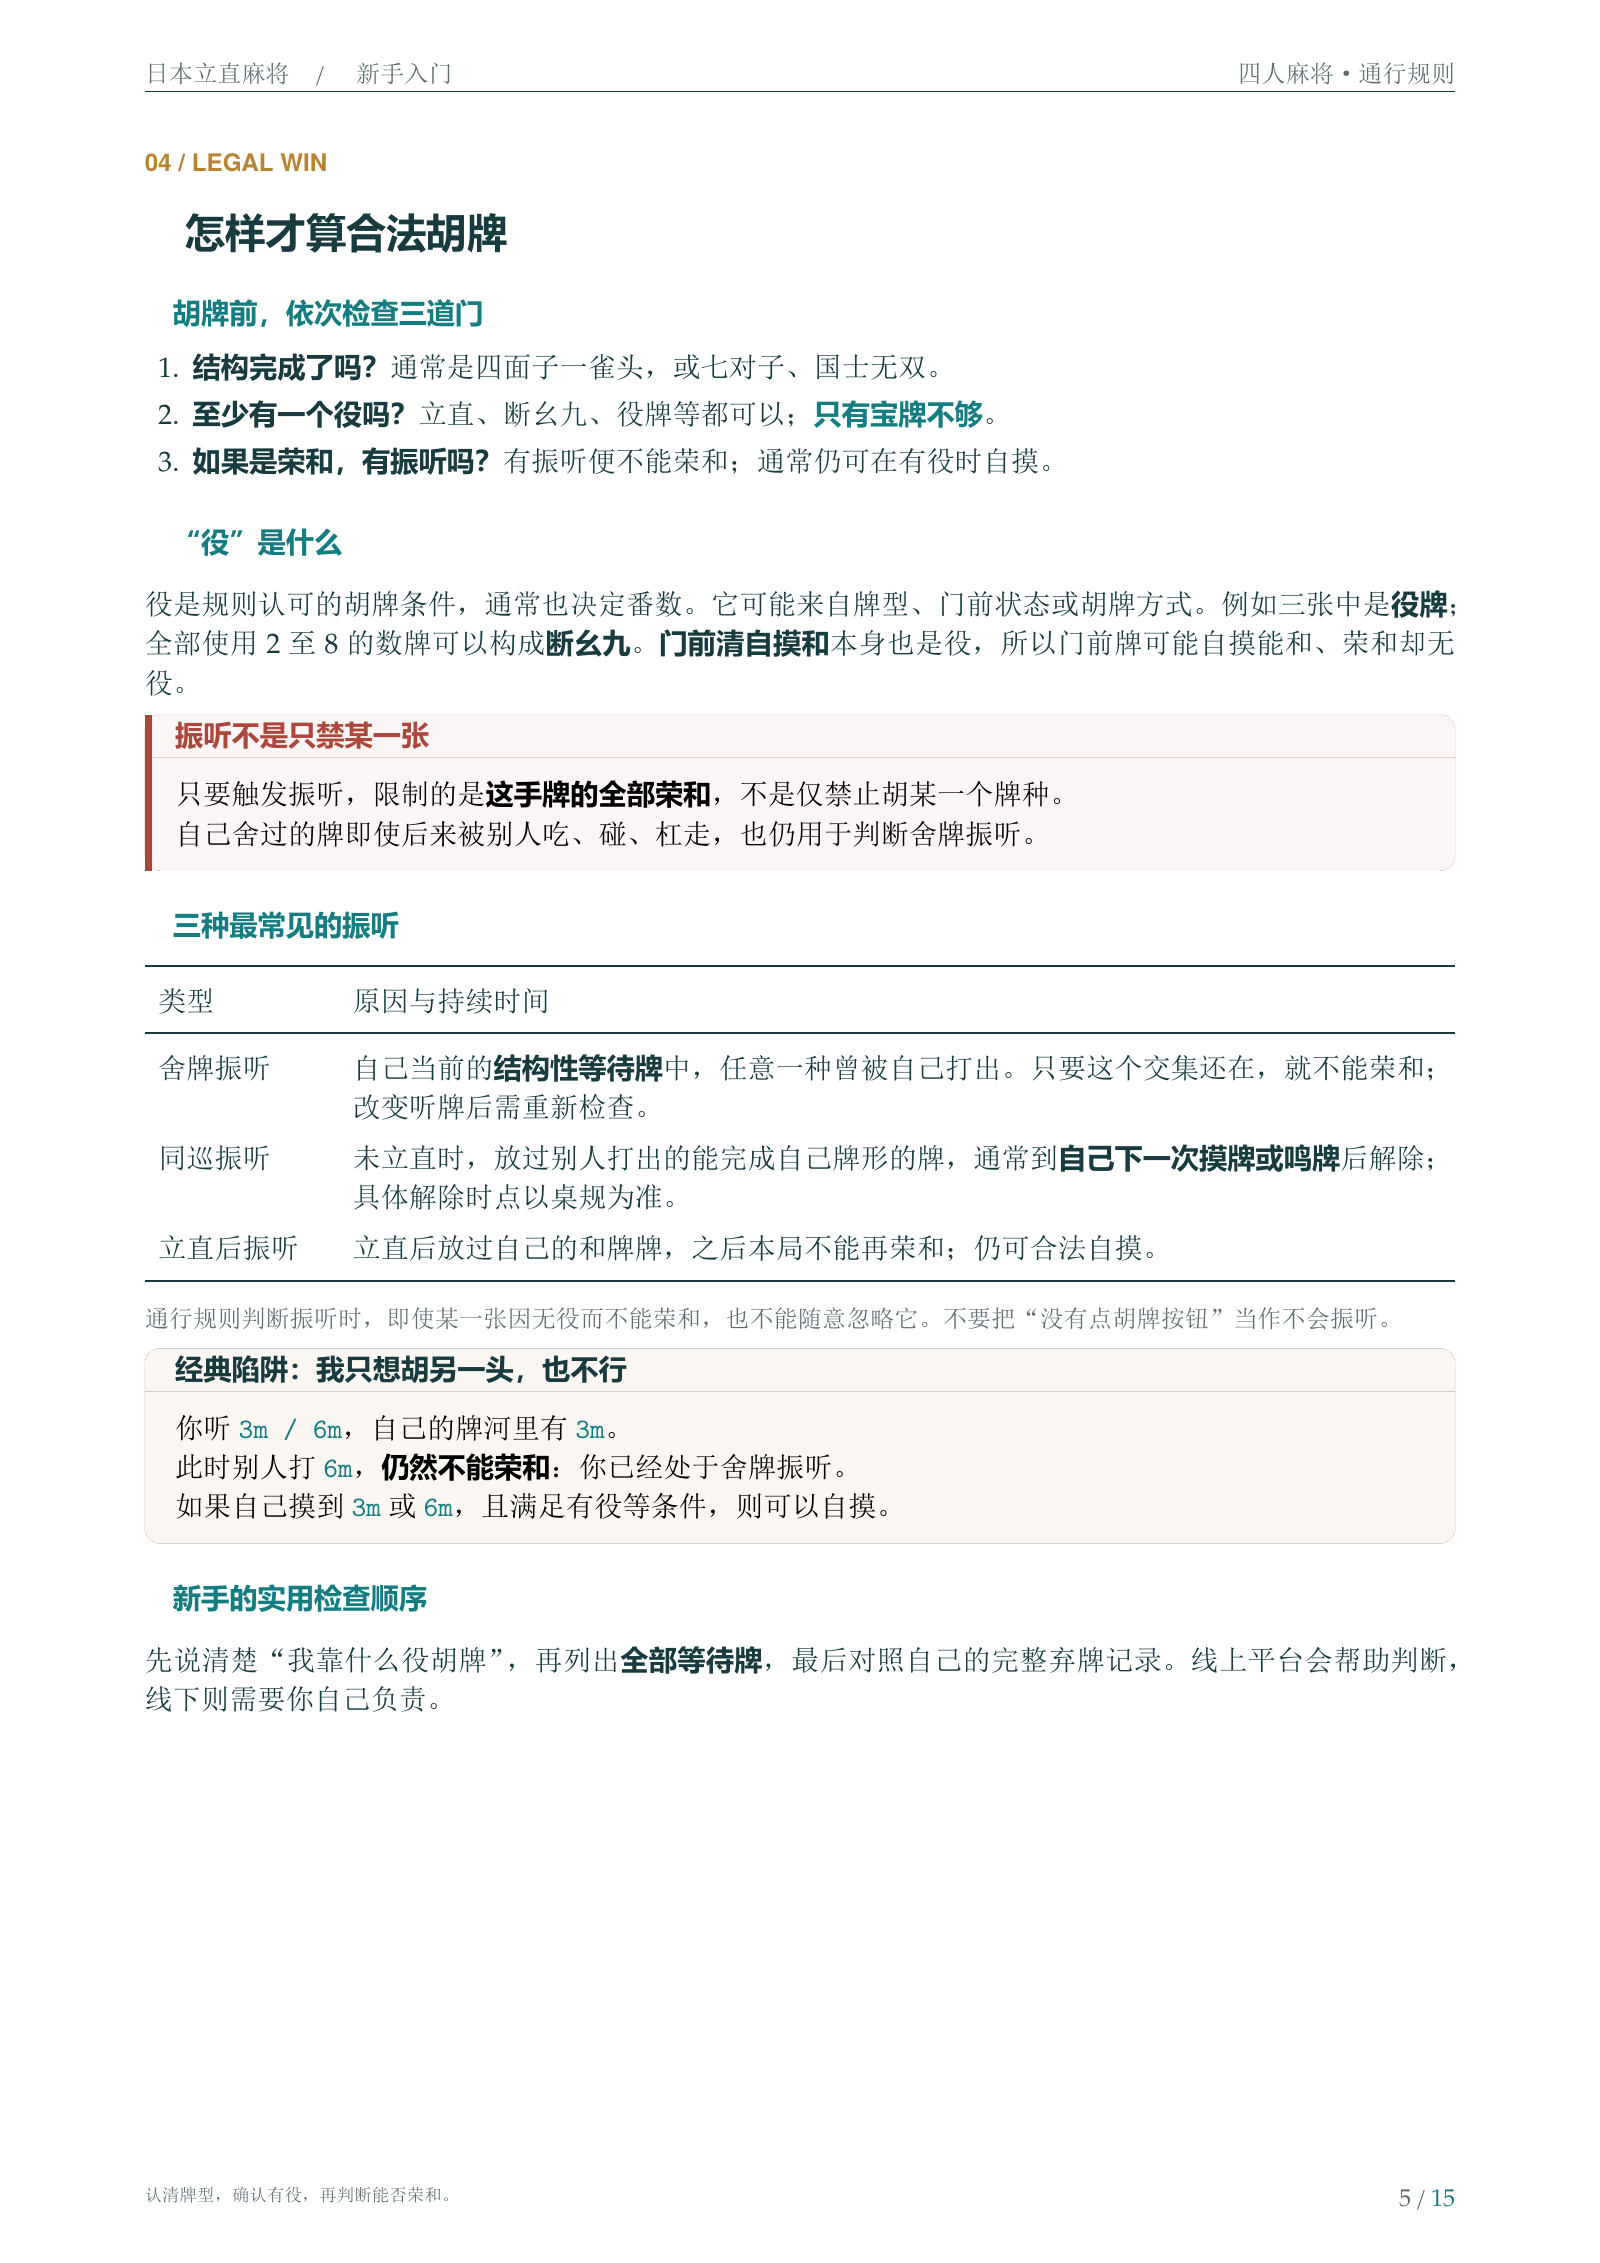 日本立直麻将 / 新手入门
四人麻将·通行规则
04 / LEGAL WIN
怎样才算合法胡牌
胡牌前，依次检查三道门
1. 结构完成了吗？通常是四面子一雀头，或七对子、国士无双。
2. 至少有一个役吗？立直、断幺九、役牌等都可以；只有宝牌不够。
3. 如果是荣和，有振听吗？有振听便不能荣和；通常仍可在有役时自摸。
“役”是什么
役是规则认可的胡牌条件，通常也决定番数。它可能来自牌型、门前状态或胡牌方式。例如三张中是役牌；
全部使用 2 至 8 的数牌可以构成断幺九。门前清自摸和本身也是役，所以门前牌可能自摸能和、荣和却无
役。
振听不是只禁某一张
只要触发振听，限制的是这手牌的全部荣和，不是仅禁止胡某一个牌种。
自己舍过的牌即使后来被别人吃、碰、杠走，也仍用于判断舍牌振听。
三种最常见的振听
类型 原因与持续时间
舍牌振听 自己当前的结构性等待牌中，任意一种曾被自己打出。只要这个交集还在，就不能荣和；
改变听牌后需重新检查。
同巡振听 未立直时，放过别人打出的能完成自己牌形的牌，通常到自己下一次摸牌或鸣牌后解除；
具体解除时点以桌规为准。
立直后振听 立直后放过自己的和牌牌，之后本局不能再荣和；仍可合法自摸。
通行规则判断振听时，即使某一张因无役而不能荣和，也不能随意忽略它。不要把“没有点胡牌按钮”当作不会振听。
经典陷阱：我只想胡另一头，也不行
你听 3m / 6m，自己的牌河里有 3m。
此时别人打 6m，仍然不能荣和：你已经处于舍牌振听。
如果自己摸到 3m 或 6m，且满足有役等条件，则可以自摸。
新手的实用检查顺序
先说清楚“我靠什么役胡牌”，再列出全部等待牌，最后对照自己的完整弃牌记录。线上平台会帮助判断，
线下则需要你自己负责。
认清牌型，确认有役，再判断能否荣和。
5 / 15